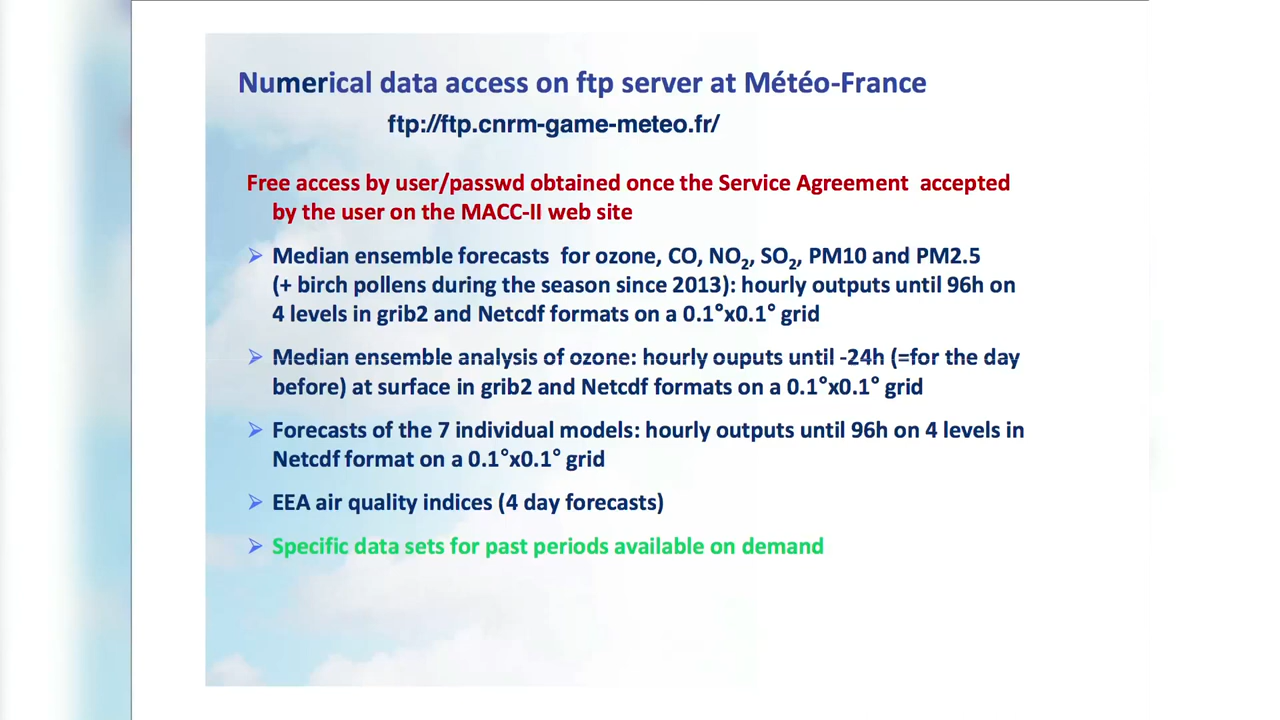 Numerical data access on ftp server at Météo-France
ftp://ftp.cnrm-game-meteo.fr/
Free access by user/passwd obtained once the Service Agreement accepted
by the user on the MACC-II web site
➢ Median ensemble forecasts for ozone, CO, NO₂, SO₂, PM10 and PM2.5
(+ birch pollens during the season since 2013): hourly outputs until 96h on
4 levels in grib2 and Netcdf formats on a 0.1°x0.1° grid
➢ Median ensemble analysis of ozone: hourly ouputs until -24h (=for the day
before) at surface in grib2 and Netcdf formats on a 0.1°x0.1° grid
➢ Forecasts of the 7 individual models: hourly outputs until 96h on 4 levels in
Netcdf format on a 0.1°x0.1° grid
➢ EEA air quality indices (4 day forecasts)
➢ Specific data sets for past periods available on demand